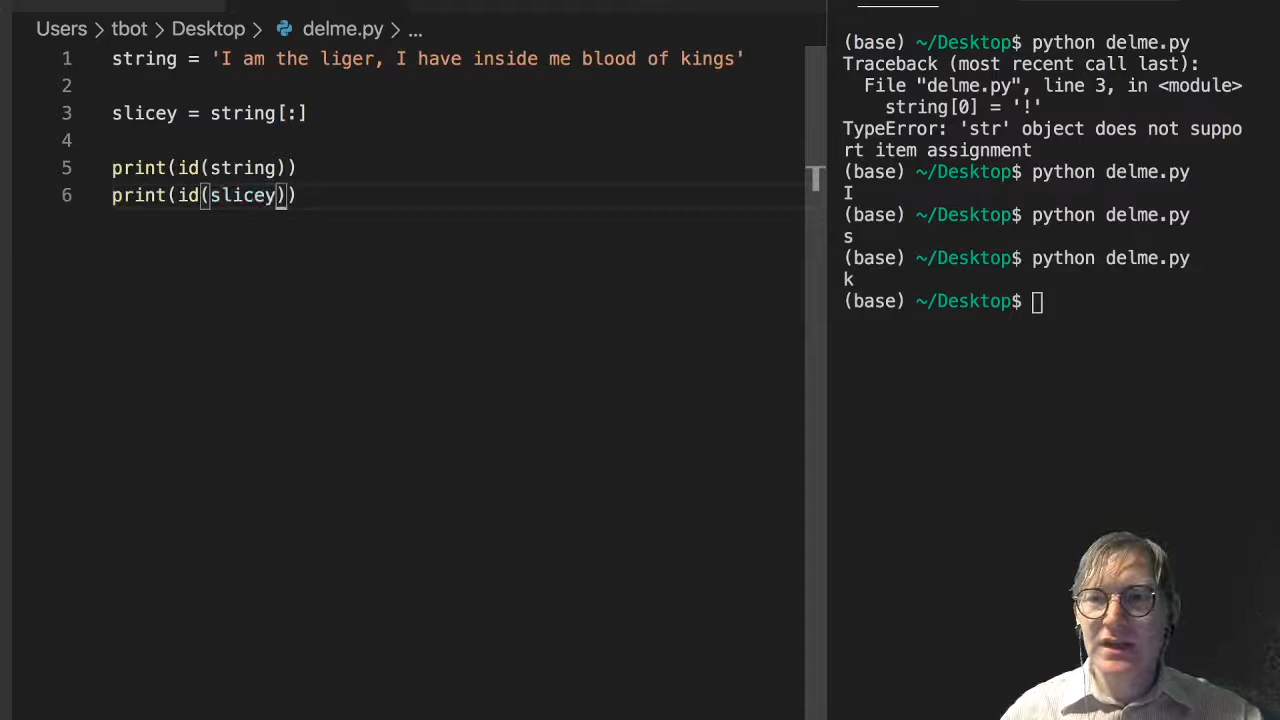 Users > tbot > Desktop > delme.py > ...
1 string = 'I am the liger, I have inside me blood of kings'
2
3 slicey = string[:]
4
5 print(id(string))
6 print(id(slicey))
(base) ~/Desktop$ python delme.py
Traceback (most recent call last):
File "delme.py", line 3, in <module>
string[0] = '!'
TypeError: 'str' object does not suppo
rt item assignment
(base) ~/Desktop$ python delme.py
I
(base) ~/Desktop$ python delme.py
s
(base) ~/Desktop$ python delme.py
k
(base) ~/Desktop$